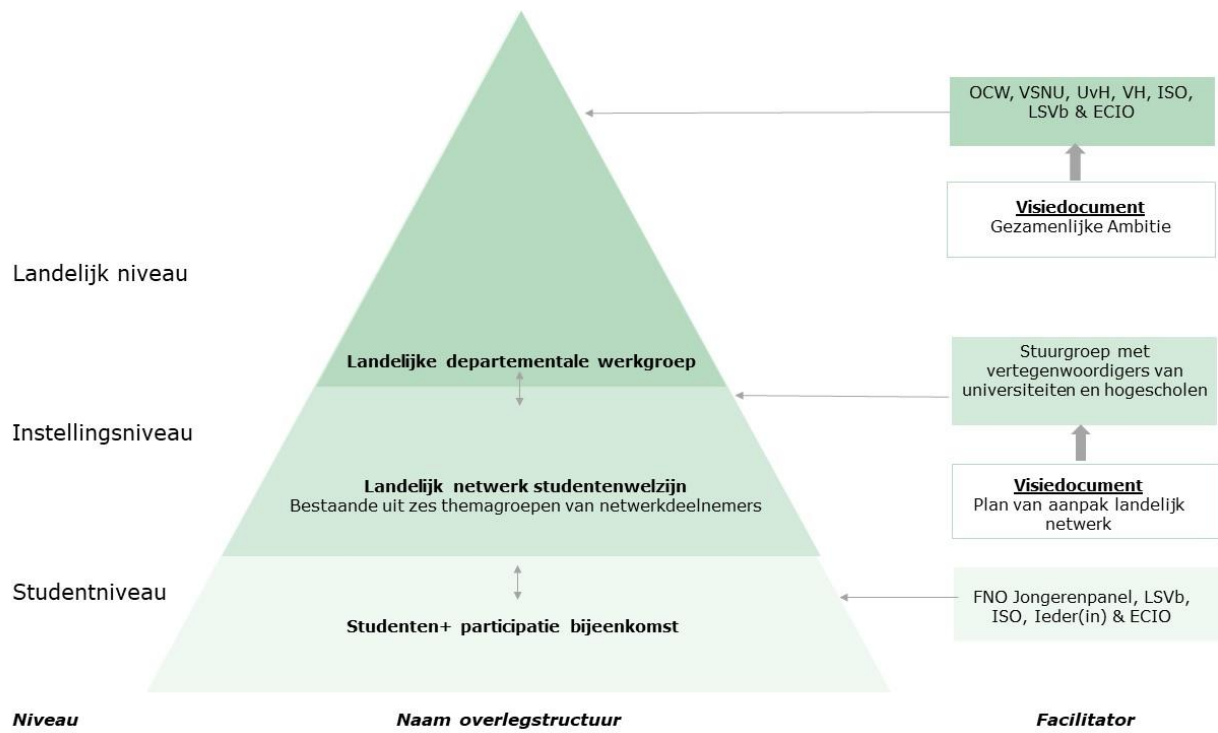 OCW, VSNU, UvH, VH, ISO,
LSVb & ECIO
Visiedocument
Gezamenlijke Ambitie
Landelijk niveau
Landelijke departementale werkgroep
Stuurgroep met
vertegenwoordigers van
universiteiten en hogescholen
Instellingsniveau
Landelijk netwerk studentenwelzijn
Bestaande uit zes themagroepen van netwerkdeelnemers
Visiedocument
Plan van aanpak landelijk
netwerk
Studentniveau
Studenten+ participatie bijeenkomst
FNO Jongerenpanel, LSVb,
ISO, Ieder(in) & ECIO
Niveau
Naam overlegstructuur
Facilitator